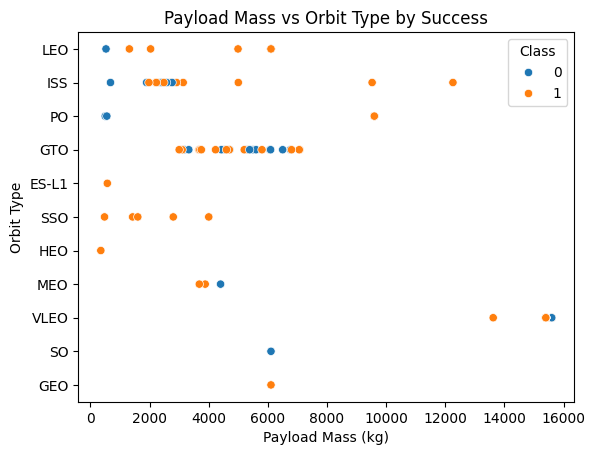 Payload Mass vs Orbit Type by Success
Orbit Type
LEO
ISS
PO
GTO
ES-L1
SSO
HEO
MEO
VLEO
SO
GEO
Class
0
1
0 2000 4000 6000 8000 10000 12000 14000 16000
Payload Mass (kg)